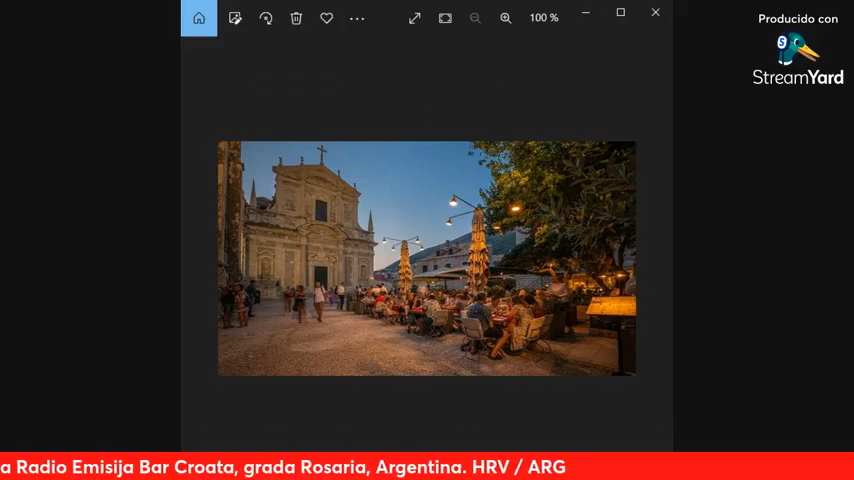 100 %
Producido con
StreamYard
a Radio Emisija Bar Croata, grada Rosaria, Argentina. HRV / ARG